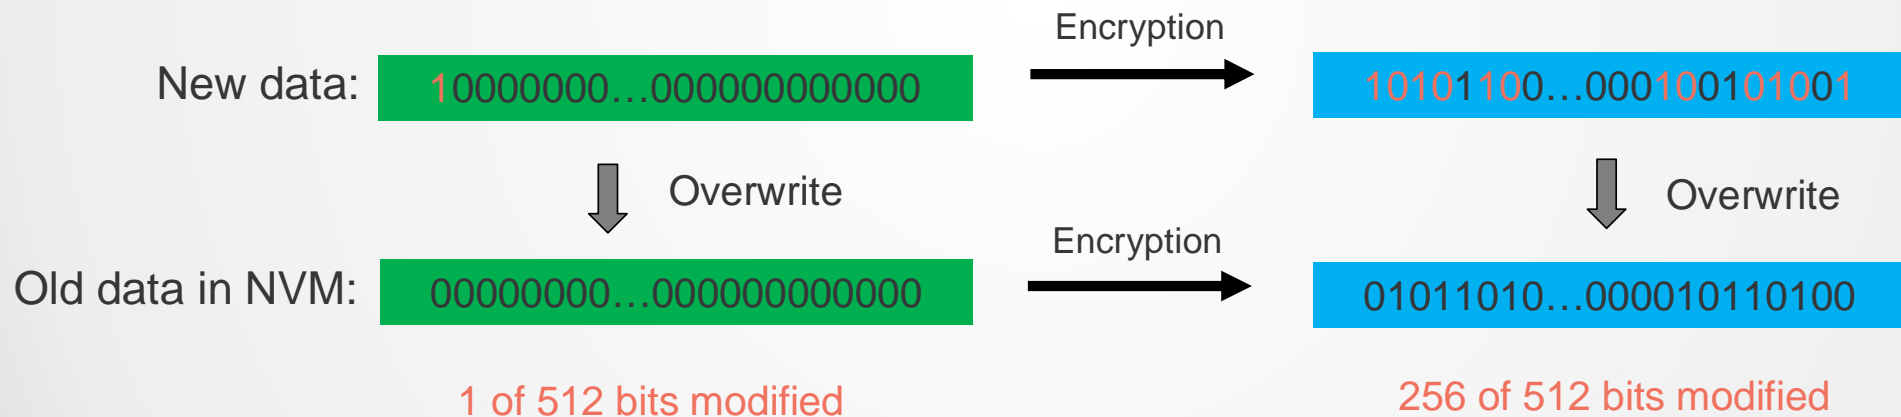 Encryption
New data: 10000000…000000000000 10101100…000100101001
Overwrite Overwrite
Encryption
Old data in NVM: 00000000…000000000000 01011010…000010110100
1 of 512 bits modified 256 of 512 bits modified